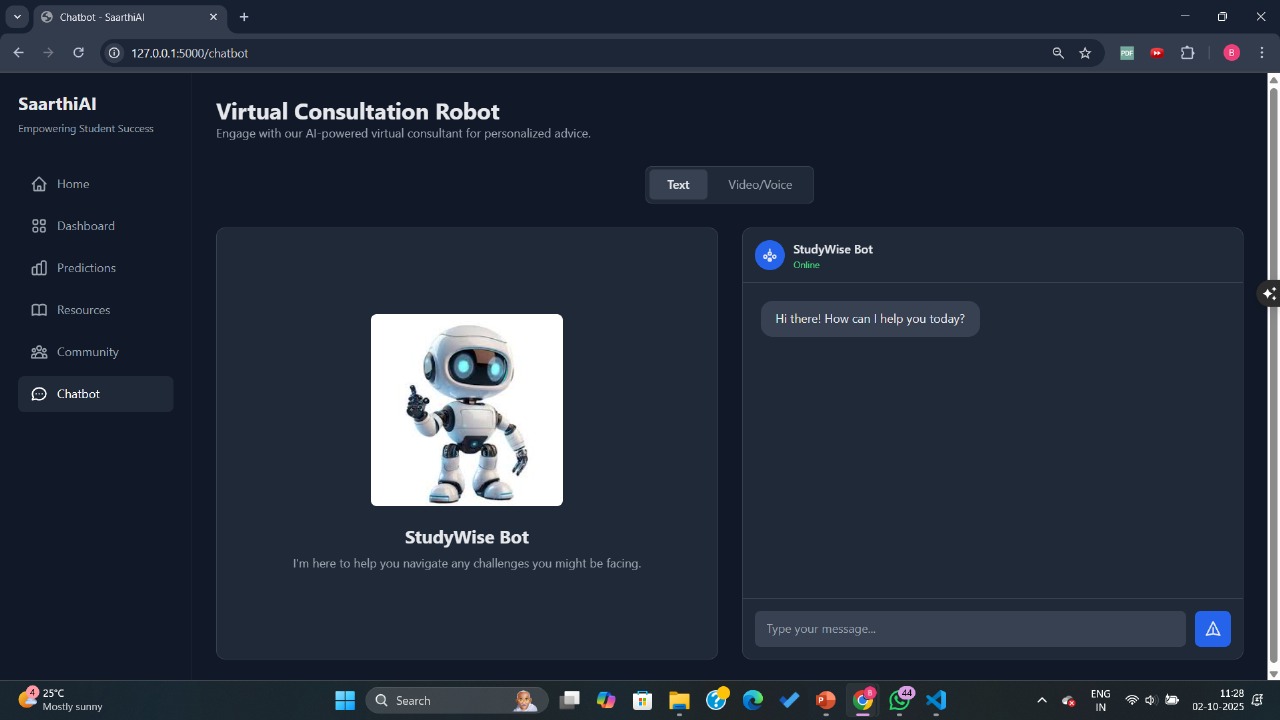 Chatbot - SaarthiAI
127.0.0.1:5000/chatbot
PDF
B
SaarthiAI
Empowering Student Success
Home
Dashboard
Predictions
Resources
Community
Chatbot
Virtual Consultation Robot
Engage with our AI-powered virtual consultant for personalized advice.
Text
Video/Voice
StudyWise Bot
I'm here to help you navigate any challenges you might be facing.
StudyWise Bot
Online
Hi there! How can I help you today?
Type your message...
4
25°C
Mostly sunny
Search
B
44
ENG
IN
11:28
02-10-2025